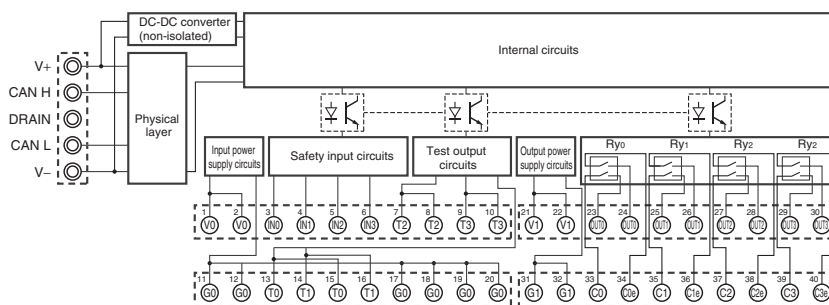 DC-DC converter
(non-isolated)
Internal circuits
V+
CAN H
DRAIN
CAN L
V–
Physical
layer
Input power
supply circuits
Safety input circuits
Test output
circuits
Output power
supply circuits
Ry0 Ry1 Ry2 Ry2
1 2 3 4 5 6 7 8 9 10 21 22 23 24 25 26 27 28 29 30
V0 V0 IN0 IN1 IN2 IN3 T2 T2 T3 T3 V1 V1 OUT0 OUT0 OUT1 OUT1 OUT2 OUT2 OUT3 OUT3
11 12 13 14 15 16 17 18 19 20 31 32 33 34 35 36 37 38 39 40
G0 G0 T0 T1 T0 T1 G0 G0 G0 G0 G1 G1 C0 C0e C1 C1e C2 C2e C3 C3e